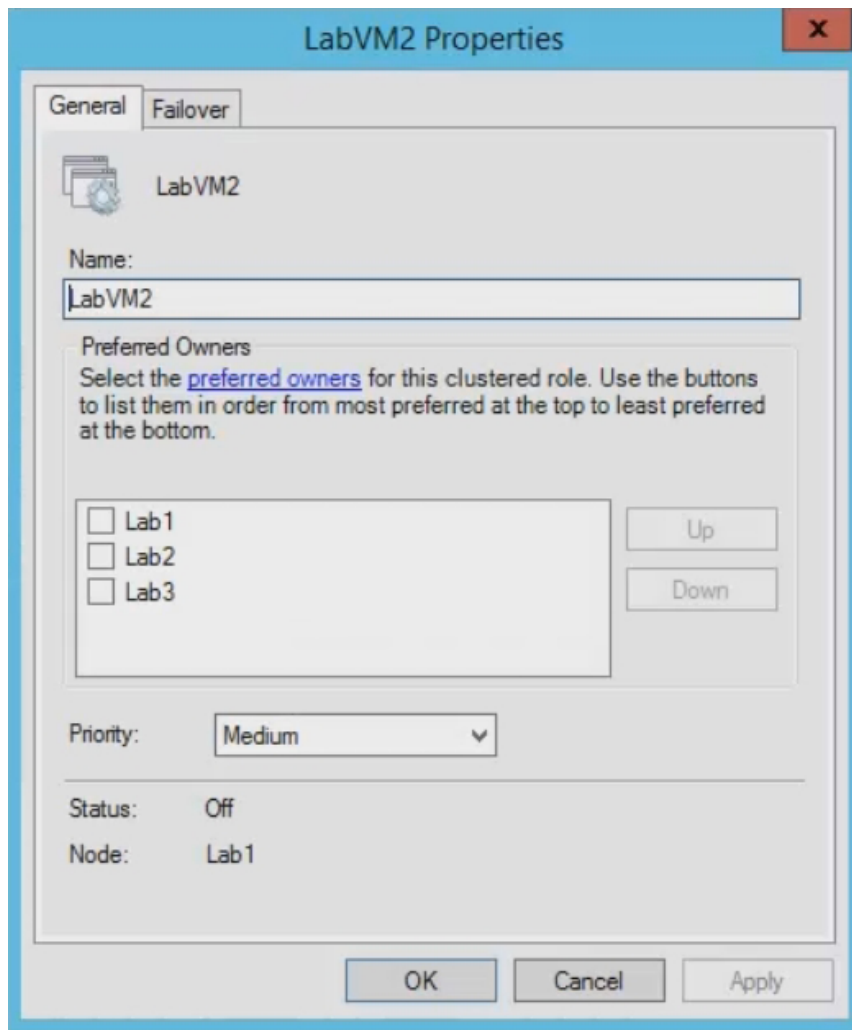 LabVM2 Properties
x
General
Failover
LabVM2
Name:
LabVM2
Preferred Owners
Select the preferred owners for this clustered role. Use the buttons
to list them in order from most preferred at the top to least preferred
at the bottom.
Lab1
Lab2
Lab3
Up
Down
Priority:
Medium
Status:
Off
Node:
Lab1
OK
Cancel
Apply